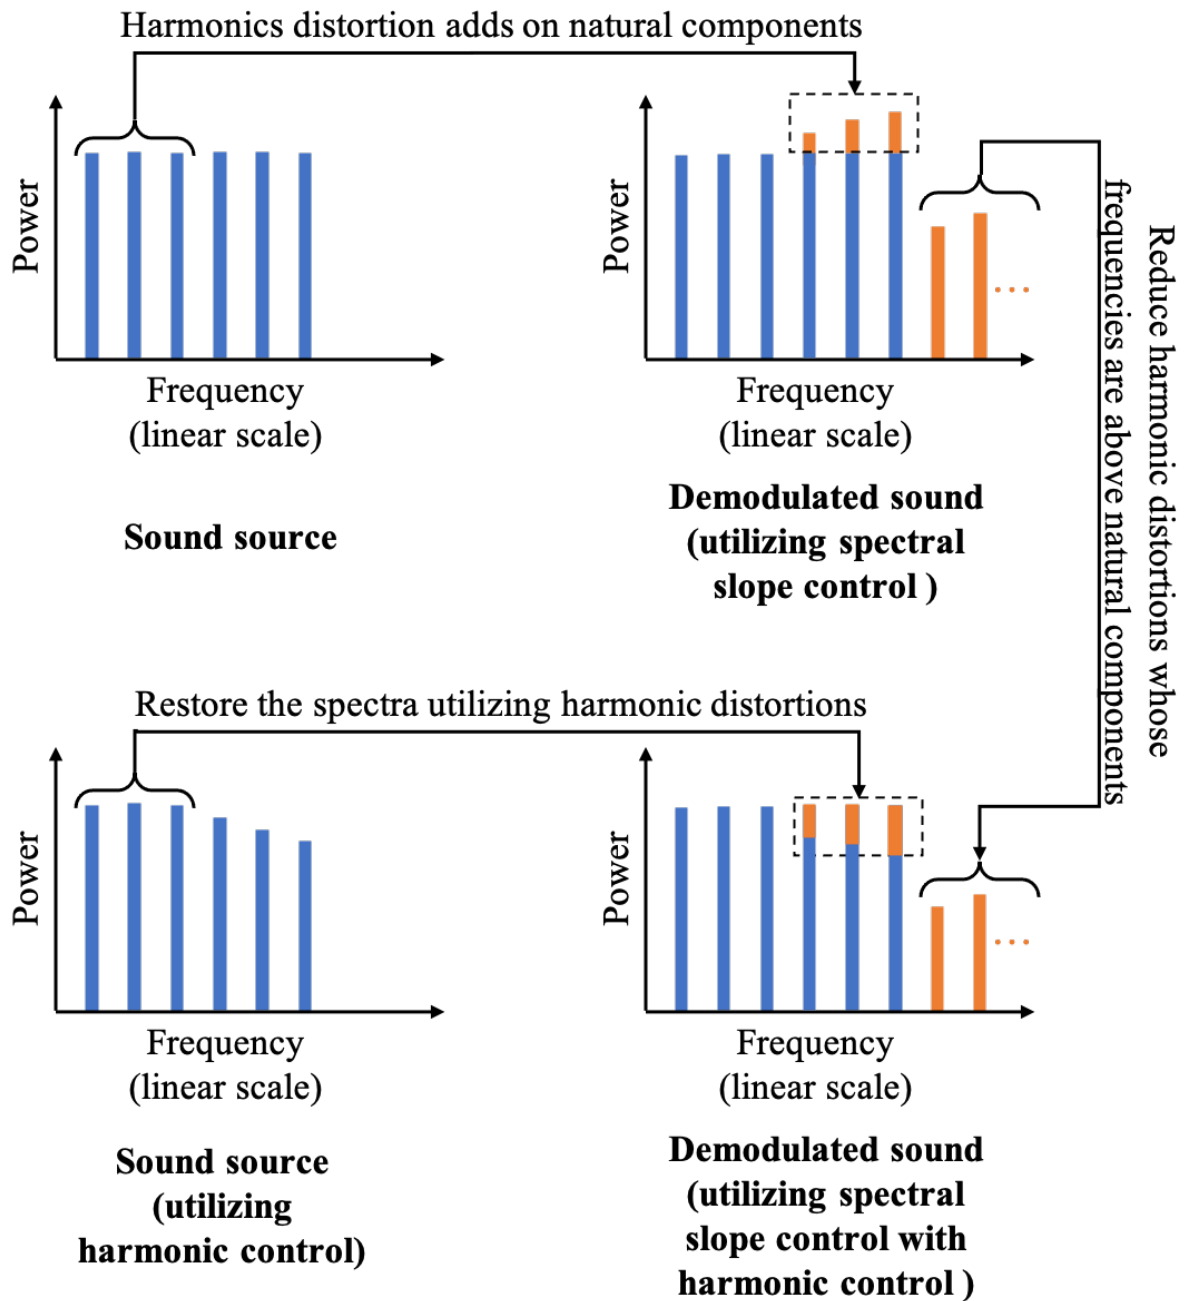 Harmonics distortion adds on natural components
Power
Frequency
(linear scale)
Sound source
Power
Frequency
(linear scale)
Demodulated sound
(utilizing spectral
slope control )
Reduce harmonic distortions whose
frequencies are above natural components
Restore the spectra utilizing harmonic distortions
Power
Frequency
(linear scale)
Sound source
(utilizing
harmonic control)
Power
Frequency
(linear scale)
Demodulated sound
(utilizing spectral
slope control with
harmonic control )